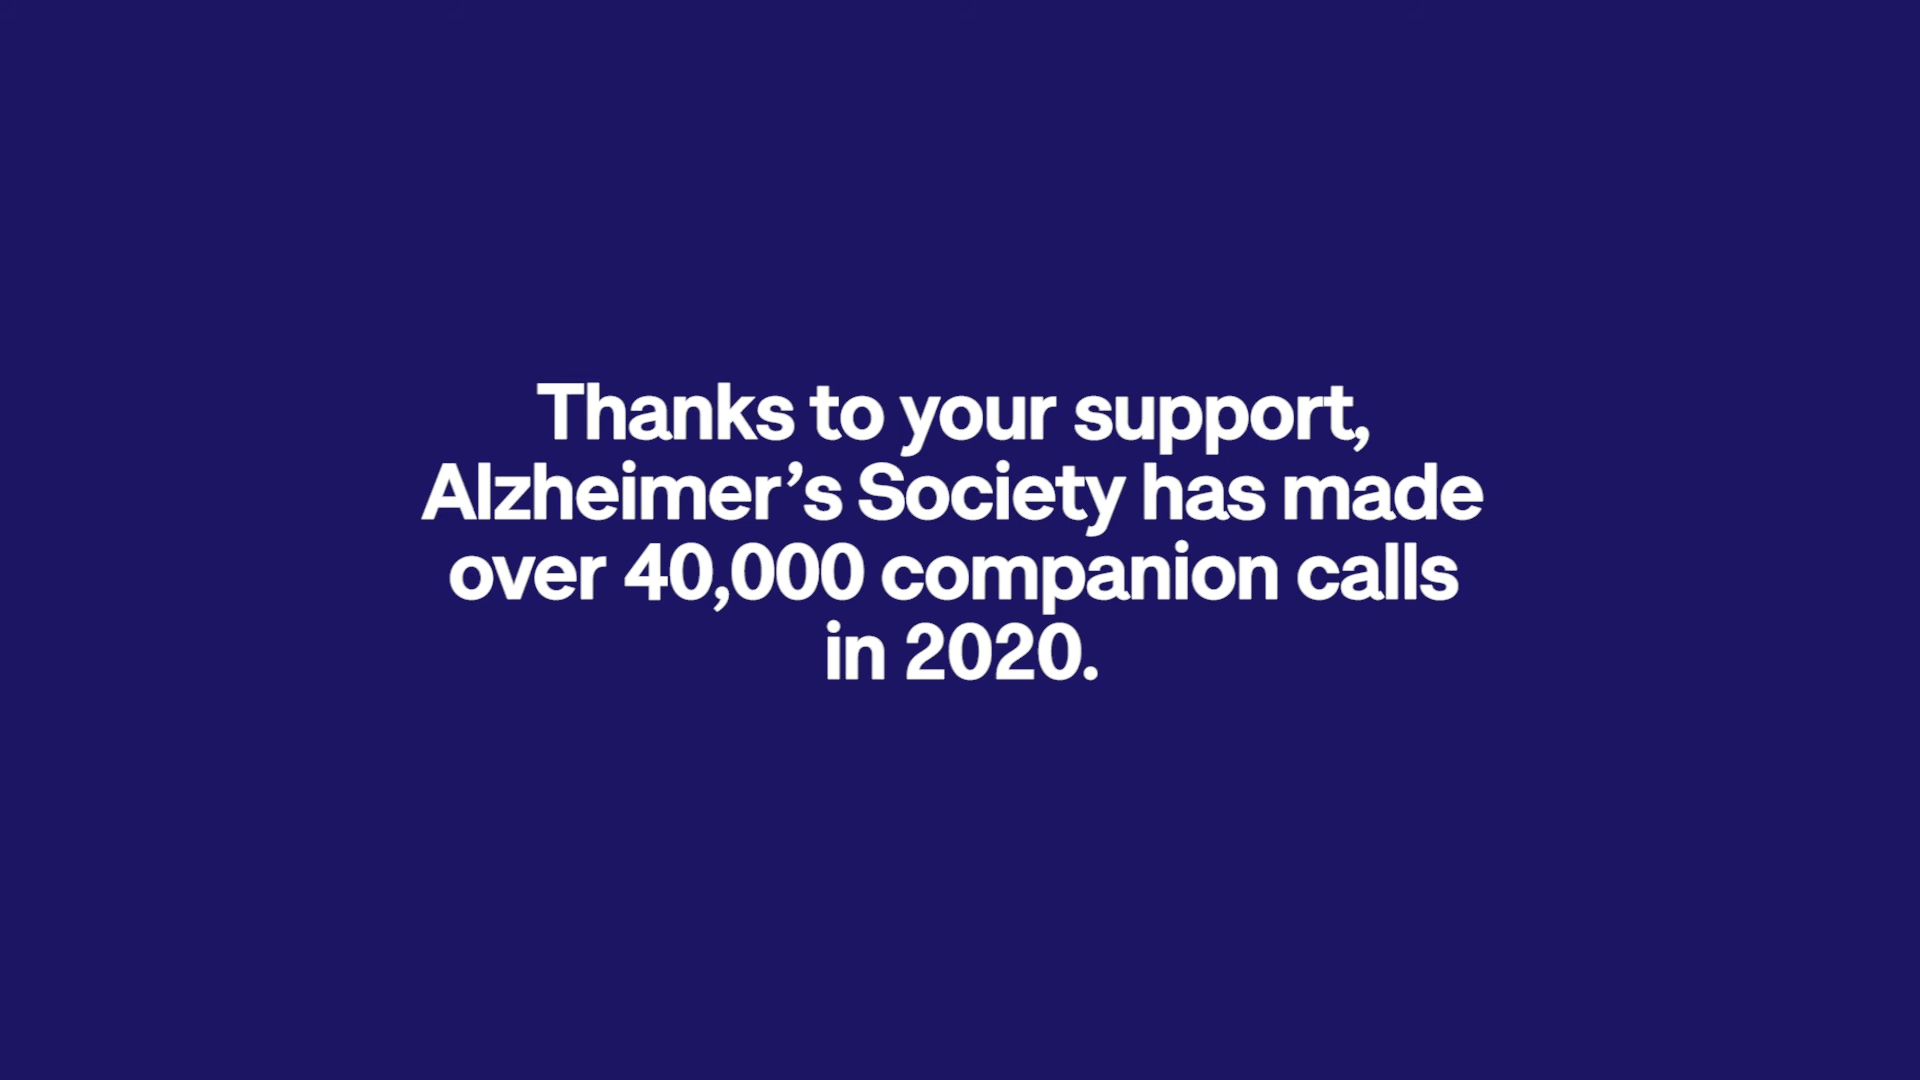 Thanks to your support,
Alzheimer’s Society has made
over 40,000 companion calls
in 2020.